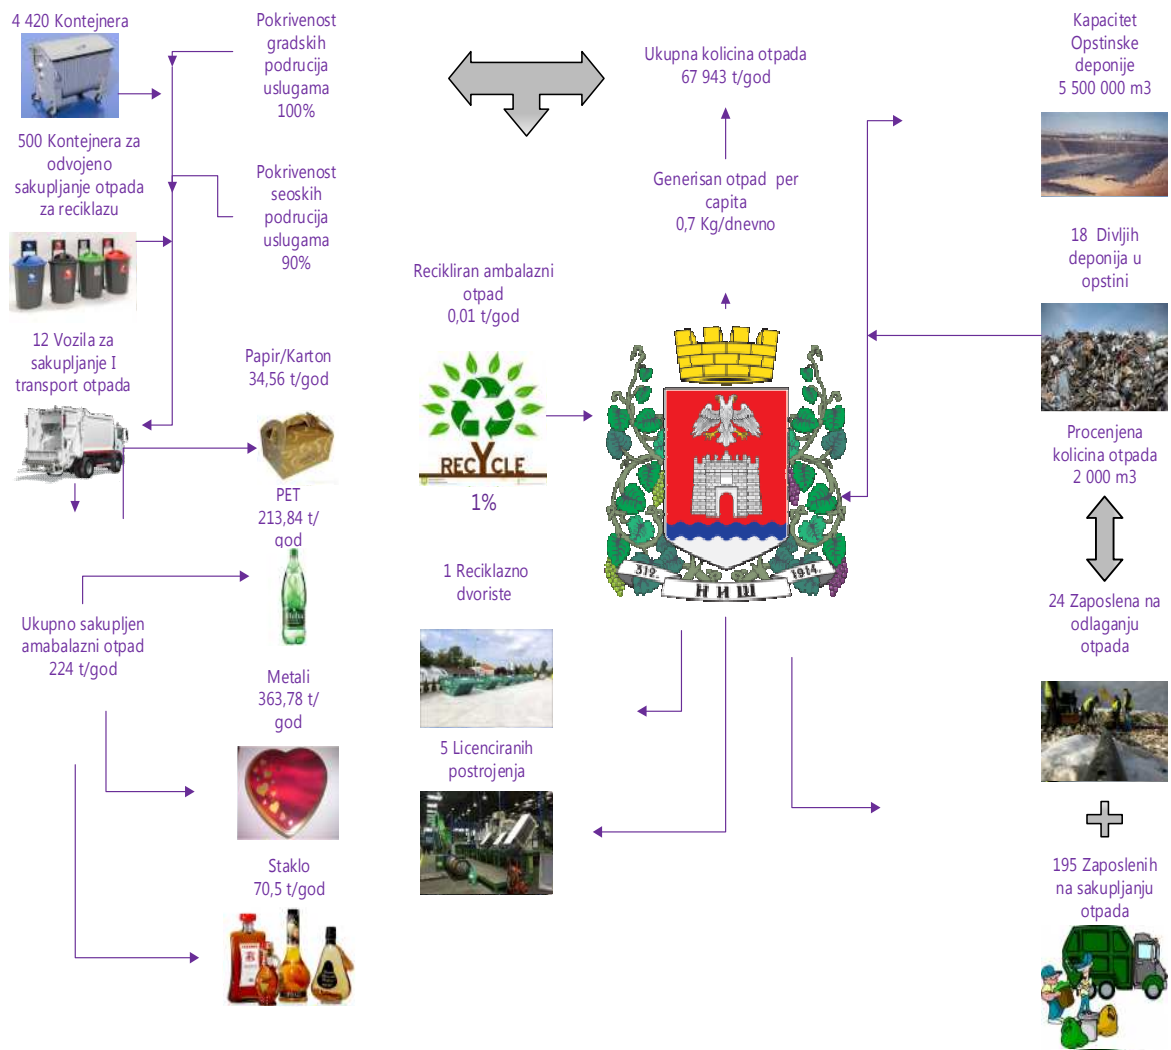 4 420 Kontejnera
500 Kontejnera za
odvojeno
sakupljanje otpada
za reciklazu
12 Vozila za
sakupljanje I
transport otpada
Ukupno sakupljen
amabalazni otpad
224 t/god
Pokrivenost
gradskih
podrucija
uslugama
100%
Pokrivenost
seoskih
podrucija
uslugama
90%
Papir/Karton
34,56 t/god
PET
213,84 t/
god
Metali
363,78 t/
god
Staklo
70,5 t/god
Recikliran ambalazni
otpad
0,01 t/god
RECYCLE
1%
1 Reciklazno
dvoriste
5 Licenciranih
postrojenja
Ukupna kolicina otpada
67 943 t/god
Generisan otpad per
capita
0,7 Kg/dnevno
312.
НИШ
1914.
Kapacitet
Opstinske
deponije
5 500 000 m3
18 Divljih
deponija u
opstini
Procenjena
kolicina otpada
2 000 m3
24 Zaposlena na
odlaganju
otpada
195 Zaposlenih
na sakupljanju
otpada